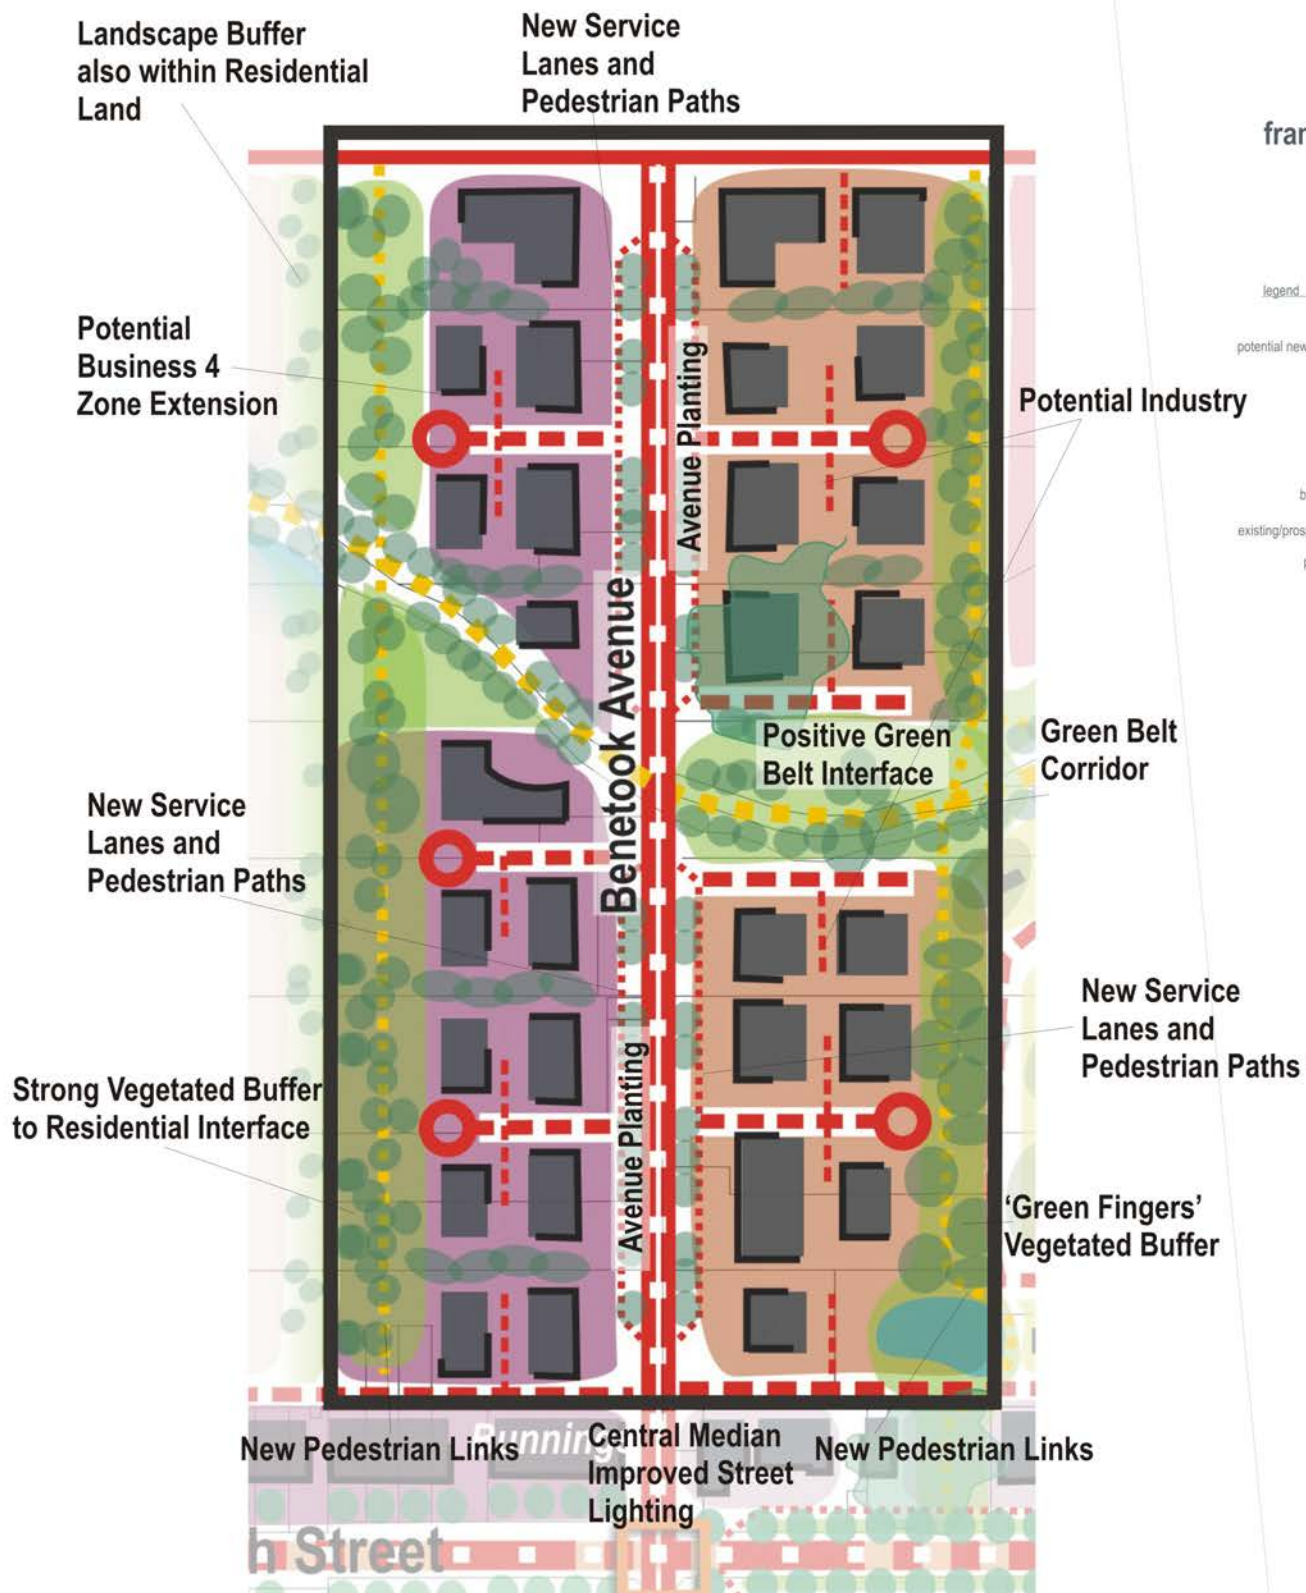 Landscape Buffer
also within Residential
Land
New Service
Lanes and
Pedestrian Paths
legend
Potential
Business 4
Zone Extension
potential new
Avenue Planting
Potential Industry
Benetook Avenue
Positive Green
Belt Interface
Green Belt
Corridor
New Service
Lanes and
Pedestrian Paths
New Service
Lanes and
Pedestrian Paths
Avenue Planting
Strong Vegetated Buffer
to Residential Interface
'Green Fingers'
Vegetated Buffer
New Pedestrian Links
Central Median
Improved Street
Lighting
New Pedestrian Links
h Street